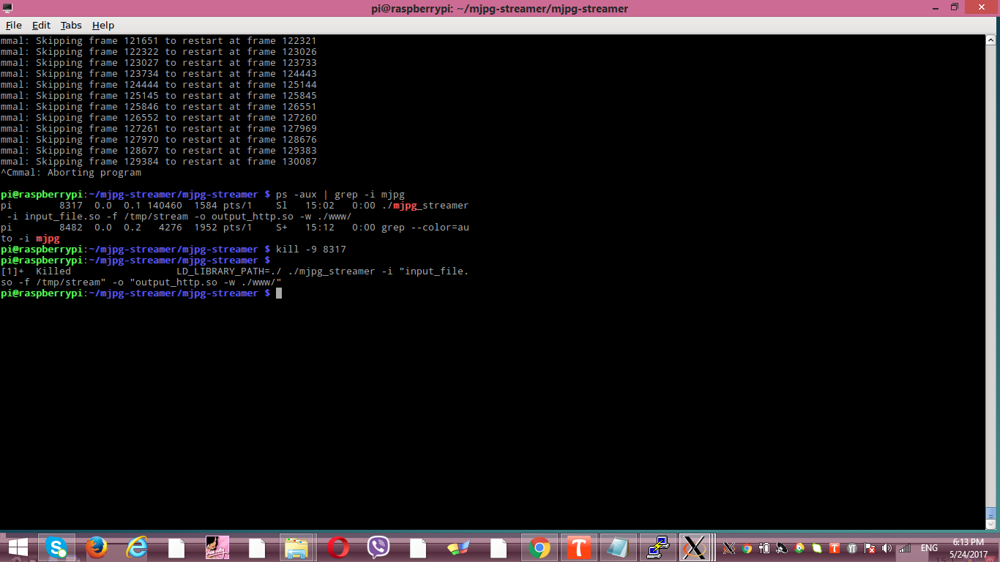 pi@raspberrypi: ~/mjpg-streamer/mjpg-streamer
File Edit Tabs Help
mmal: Skipping frame 121651 to restart at frame 122321
mmal: Skipping frame 122322 to restart at frame 123026
mmal: Skipping frame 123027 to restart at frame 123733
mmal: Skipping frame 123734 to restart at frame 124443
mmal: Skipping frame 124444 to restart at frame 125144
mmal: Skipping frame 125145 to restart at frame 125845
mmal: Skipping frame 125846 to restart at frame 126551
mmal: Skipping frame 126552 to restart at frame 127260
mmal: Skipping frame 127261 to restart at frame 127969
mmal: Skipping frame 127970 to restart at frame 128676
mmal: Skipping frame 128677 to restart at frame 129383
mmal: Skipping frame 129384 to restart at frame 130087
^Cmmal: Aborting program
pi@raspberrypi:~/mjpg-streamer/mjpg-streamer $ ps -aux | grep -i mjpg
pi        8317  0.0  0.1 140460  1584 pts/1    Sl   15:02   0:00 ./mjpg_streamer
 -i input_file.so -f /tmp/stream -o output_http.so -w ./www/
pi        8482  0.0  0.2   4276  1952 pts/1    S+   15:12   0:00 grep --color=au
to -i mjpg
pi@raspberrypi:~/mjpg-streamer/mjpg-streamer $ kill -9 8317
pi@raspberrypi:~/mjpg-streamer/mjpg-streamer $
[1]+  Killed                  LD_LIBRARY_PATH=./ ./mjpg_streamer -i "input_file.
so -f /tmp/stream" -o "output_http.so -w ./www/"
pi@raspberrypi:~/mjpg-streamer/mjpg-streamer $
ENG
6:13 PM
5/24/2017